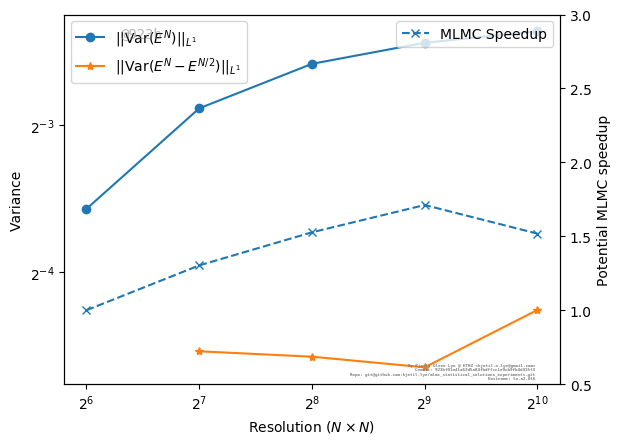 ||Var(E^N)||_{L^1}
||Var(E^N − E^{N/2})||_{L^1}
MLMC Speedup
Variance
2^{-3}
2^{-4}
3.0
2.5
2.0
1.5
1.0
0.5
Potential MLMC speedup
2^6
2^7
2^8
2^9
2^{10}
Resolution (N × N)